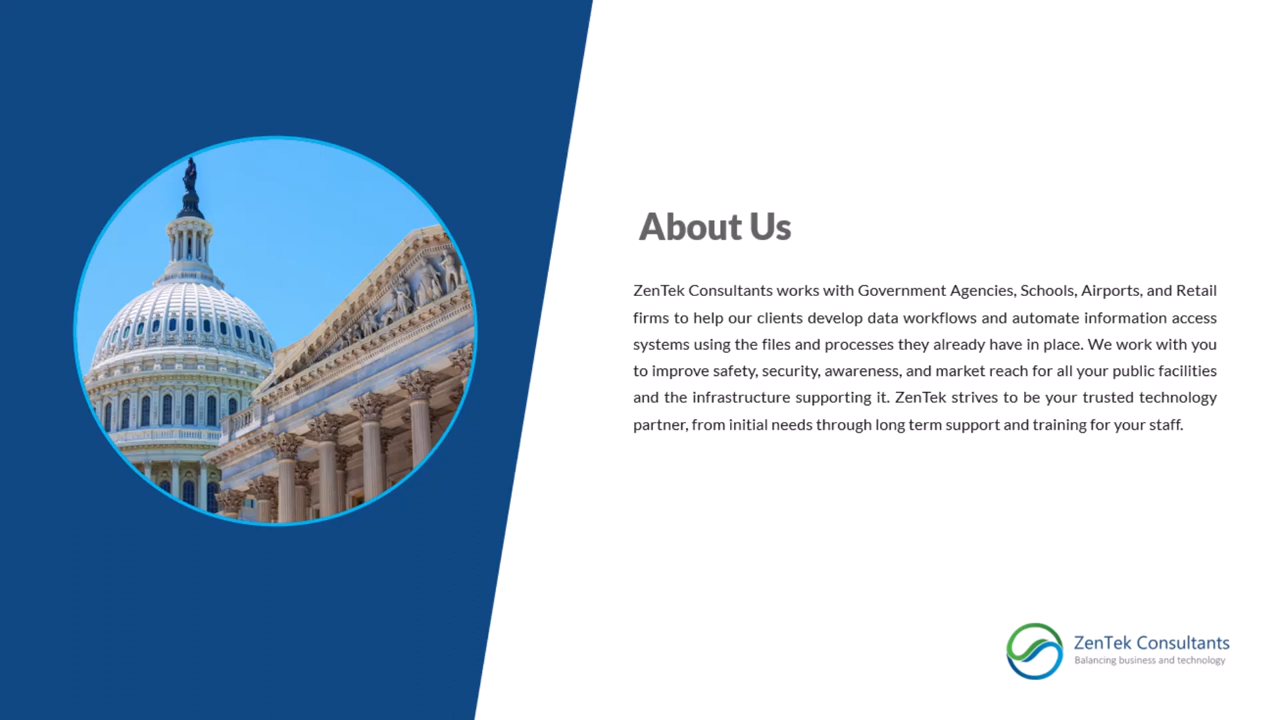 About Us
ZenTek Consultants works with Government Agencies, Schools, Airports, and Retail
firms to help our clients develop data workflows and automate information access
systems using the files and processes they already have in place. We work with you
to improve safety, security, awareness, and market reach for all your public facilities
and the infrastructure supporting it. ZenTek strives to be your trusted technology
partner, from initial needs through long term support and training for your staff.
ZenTek Consultants
Balancing business and technology